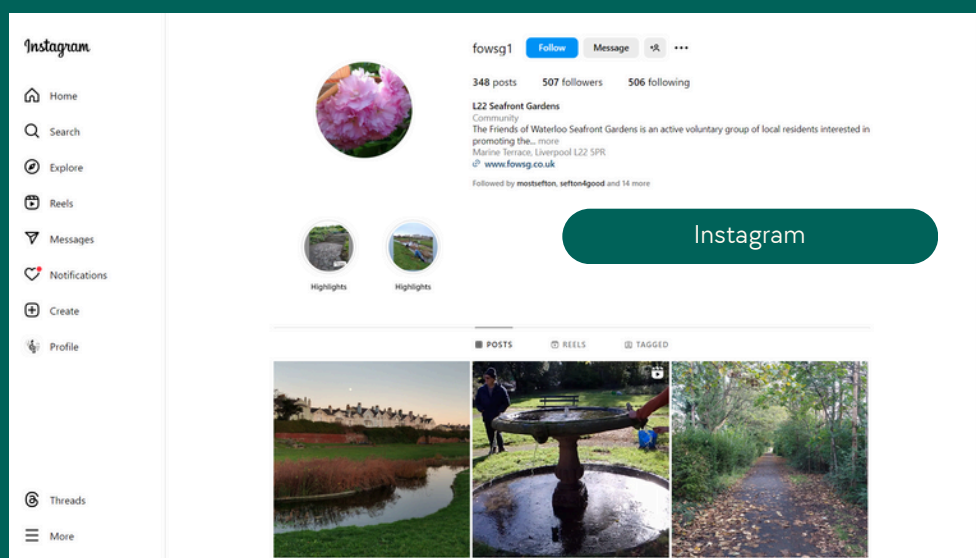 Instagram
Home
Search
Explore
Reels
Messages
Notifications
Create
Profile
Threads
More
fowsg1 Follow Message
348 posts 507 followers 506 following
L22 Seafront Gardens
Community
The Friends of Waterloo Seafront Gardens is an active voluntary group of local residents interested in
promoting the... more
Marine Terrace, Liverpool L22 5PR
www.fowsg.co.uk
Followed by mostsefton, sefton4good and 14 more
Instagram
Highlights Highlights
POSTS REELS TAGGED